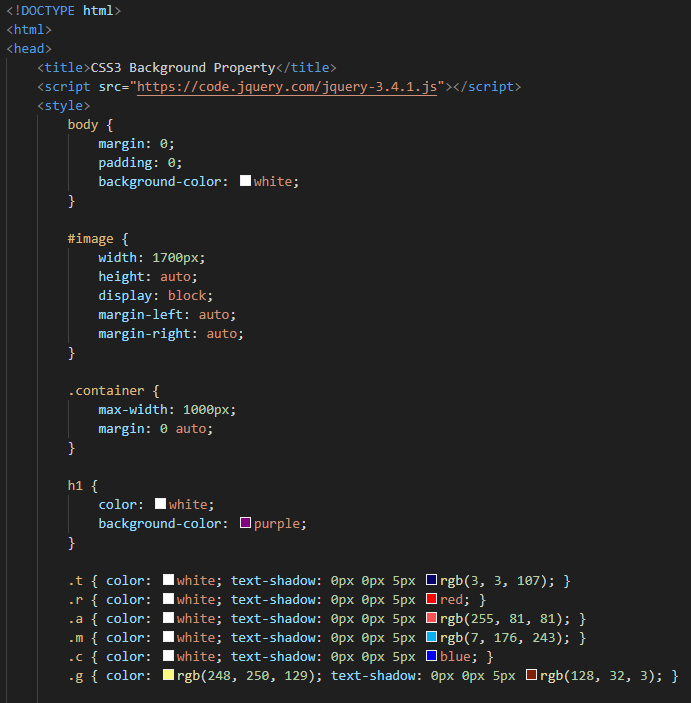 <!DOCTYPE html>
<html>
<head>
<title>CSS3 Background Property</title>
<script src="https://code.jquery.com/jquery-3.4.1.js"></script>
<style>
body {
margin: 0;
padding: 0;
background-color: white;
}
#image {
width: 1700px;
height: auto;
display: block;
margin-left: auto;
margin-right: auto;
}
.container {
max-width: 1000px;
margin: 0 auto;
}
h1 {
color: white;
background-color: purple;
}
.t { color: white; text-shadow: 0px 0px 5px rgb(3, 3, 107); }
.r { color: white; text-shadow: 0px 0px 5px red; }
.a { color: white; text-shadow: 0px 0px 5px rgb(255, 81, 81); }
.m { color: white; text-shadow: 0px 0px 5px rgb(7, 176, 243); }
.c { color: white; text-shadow: 0px 0px 5px blue; }
.g { color: rgb(248, 250, 129); text-shadow: 0px 0px 5px rgb(128, 32, 3); }